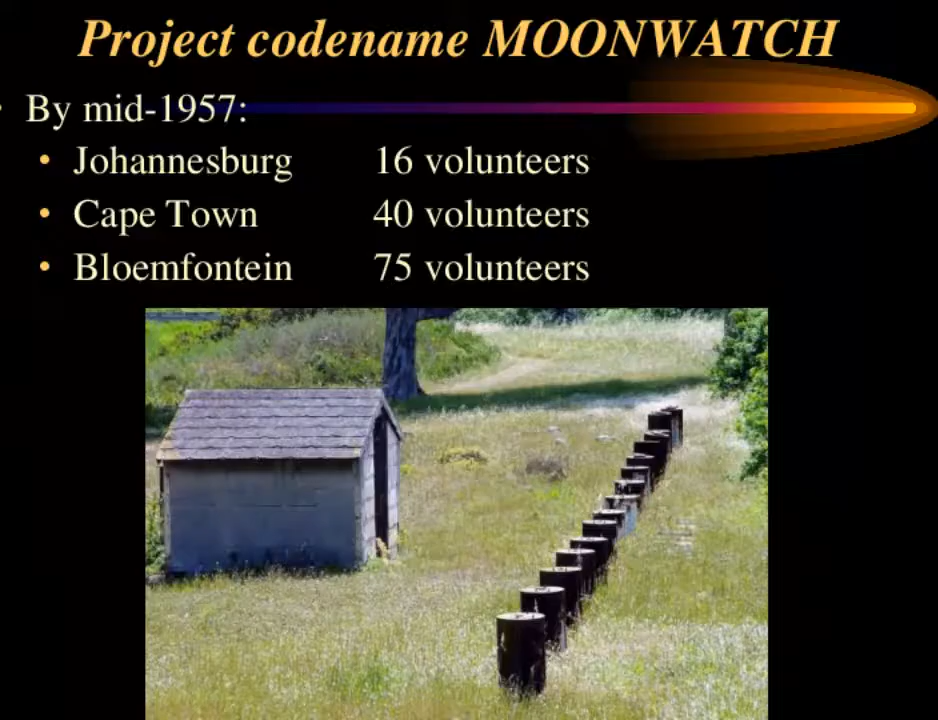 Project codename MOONWATCH
• By mid-1957:
• Johannesburg 16 volunteers
• Cape Town 40 volunteers
• Bloemfontein 75 volunteers